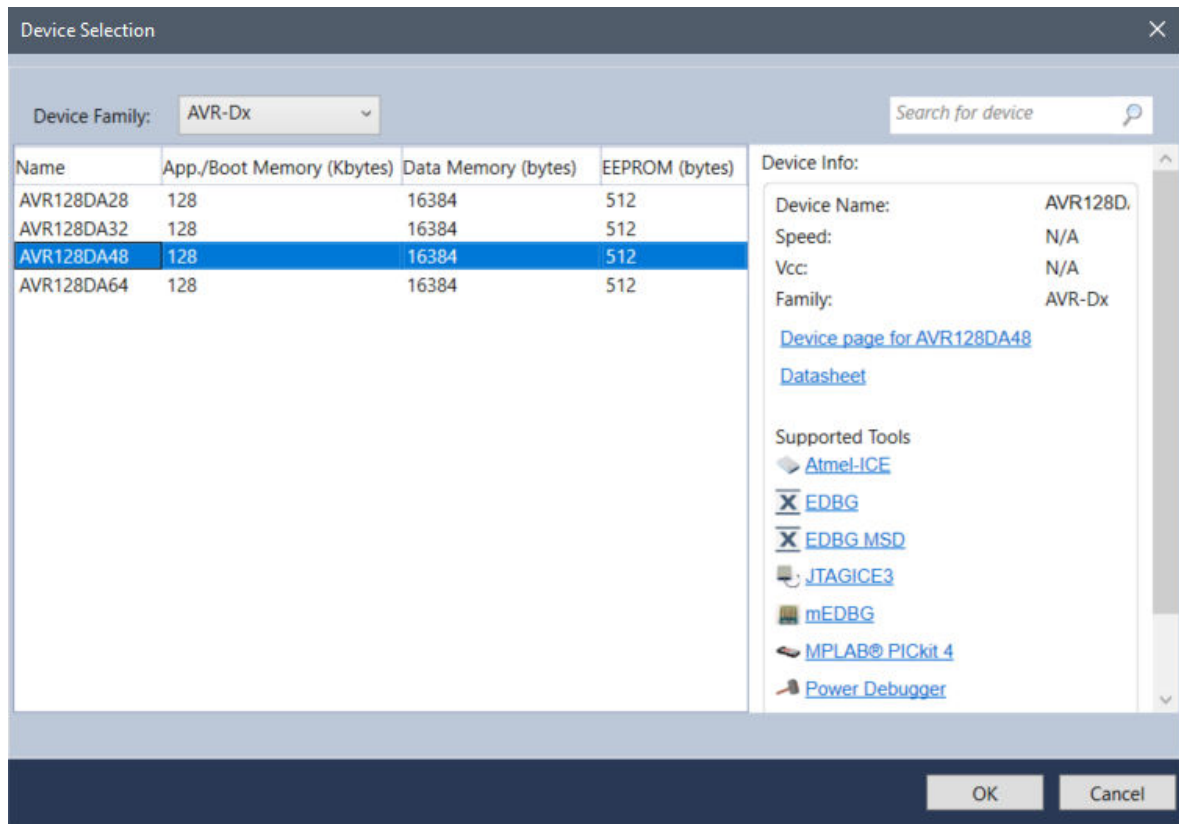 Device Selection
Device Family: AVR-Dx
Search for device
Name App./Boot Memory (Kbytes) Data Memory (bytes) EEPROM (bytes)
AVR128DA28 128 16384 512
AVR128DA32 128 16384 512
AVR128DA48 128 16384 512
AVR128DA64 128 16384 512
Device Info:
Device Name: AVR128D.
Speed: N/A
Vcc: N/A
Family: AVR-Dx
Device page for AVR128DA48
Datasheet
Supported Tools
Atmel-ICE
EDBG
EDBG MSD
JTAGICE3
mEDBG
MPLAB® PICkit 4
Power Debugger
OK Cancel